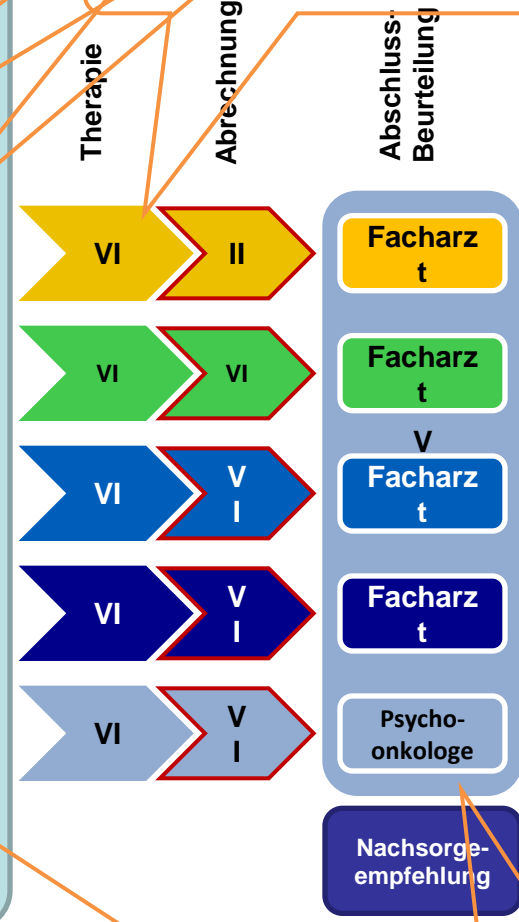 Therapie
Abrechnung
Abschluss-
Beurteilung
VI
II
Facharz
t
VI
VI
Facharz
t
V
VI
V
I
Facharz
t
VI
V
I
Facharz
t
VI
V
I
Psycho-
onkologe
Nachsorge-
empfehlung